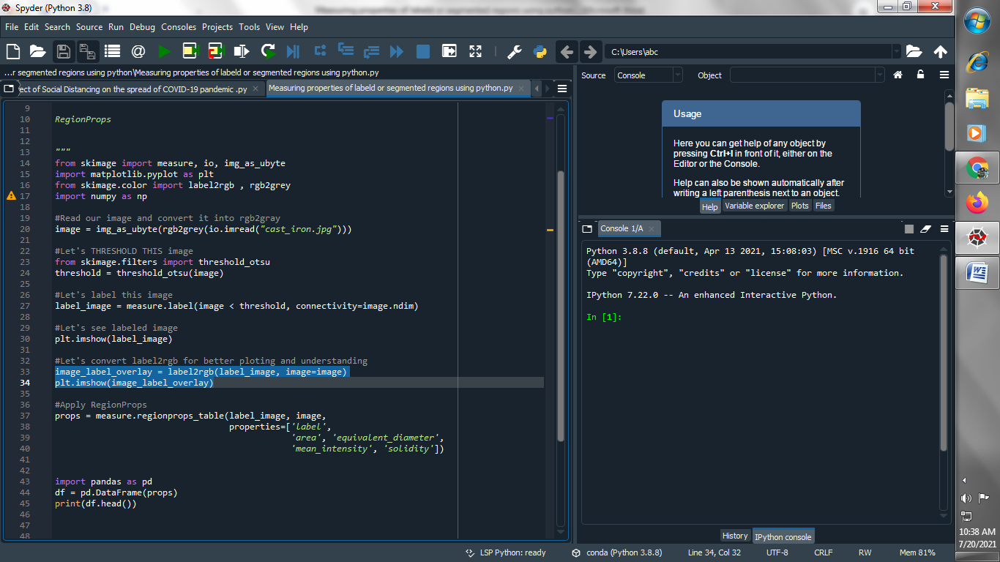 Spyder (Python 3.8)
File Edit Search Source Run Debug Consoles Projects Tools View Help
C:\Users\abc
...r segmented regions using python\Measuring properties of labeld or segmented regions using python.py
ect of Social Distancing on the spread of COVID-19 pandemic .py
Measuring properties of labeld or segmented regions using python.py
9
10 RegionProps
11
12
13 """
14 from skimage import measure, io, img_as_ubyte
15 import matplotlib.pyplot as plt
16 from skimage.color import label2rgb , rgb2grey
17 import numpy as np
18
19 #Read our image and convert it into rgb2gray
20 image = img_as_ubyte(rgb2grey(io.imread("cast_iron.jpg")))
21
22 #Let's THRESHOLD THIS image
23 from skimage.filters import threshold_otsu
24 threshold = threshold_otsu(image)
25
26 #Let's label this image
27 label_image = measure.label(image < threshold, connectivity=image.ndim)
28
29 #Let's see labeled image
30 plt.imshow(label_image)
31
32 #Let's convert label2rgb for better ploting and understanding
33 image_label_overlay = label2rgb(label_image, image=image)
34 plt.imshow(image_label_overlay)
35
36 #Apply RegionProps
37 props = measure.regionprops_table(label_image, image,
38 properties=['label',
39 'area', 'equivalent_diameter',
40 'mean_intensity', 'solidity'])
41
42
43 import pandas as pd
44 df = pd.DataFrame(props)
45 print(df.head())
46
47
48
Source Console Object
Usage
Here you can get help of any object by
pressing Ctrl+I in front of it, either on the
Editor or the Console.
Help can also be shown automatically after
writing a left parenthesis next to an object.
Help Variable explorer Plots Files
Console 1/A
Python 3.8.8 (default, Apr 13 2021, 15:08:03) [MSC v.1916 64 bit
(AMD64)]
Type "copyright", "credits" or "license" for more information.
IPython 7.22.0 -- An enhanced Interactive Python.
In [1]:
History IPython console
LSP Python: ready conda (Python 3.8.8) Line 34, Col 32 UTF-8 CRLF RW Mem 81%
10:38 AM
7/20/2021